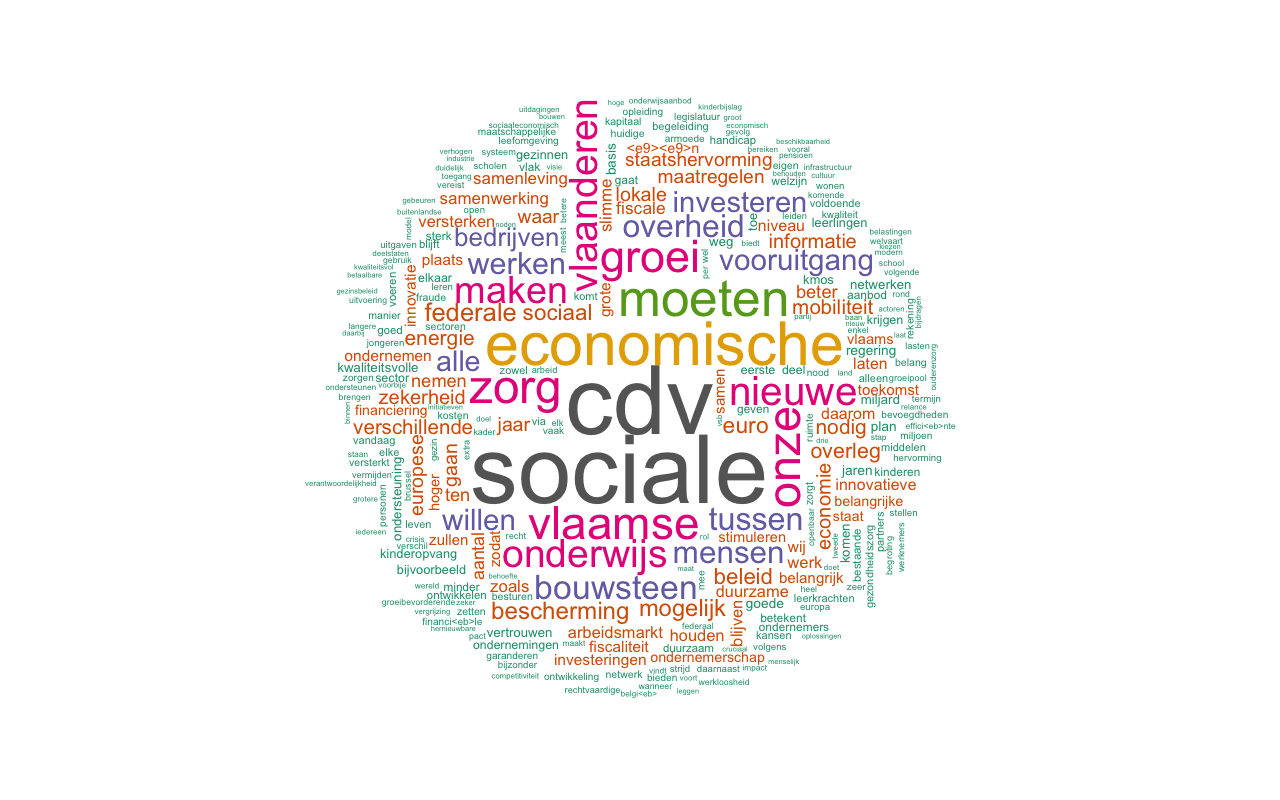 hoge onderwijsaanbod
uitdagingen kinderbijslag
bouwen opleiding legislatuur groot
sociaaleconomisch kapitaal begeleiding economisch
maatschappelijke huidige gevolg
leefomgeving armoede handicap beschikbaarheid
verhogen systeem gezinnen basis <e9><e9>n bereiken vooral
industrie staatshervorming pensioen
duidelijk scholen vlak visie eigen infrastructuur
toegang samenleving gaat maatregelen behouden cultuur
vereist welzijn wonen
vlaanderen slimme lokale komende
gebeuren samenwerking betere investeren voldoende
buitenlandse open waar fiscale leiden kwaliteit
model versterken noden overheid toe niveau leerlingen
sterk bedrijven meest belastingen
uitgaven blijft weg biedt informatie welvaart
deelstaten kiezen
gebruik plaats werken groei per wel vooruitgang modern
kwaliteitsvol school
betaalbare voeren elkaar volgende
gezinsbeleid innovatie leren maken komt grote moeten kmos netwerken
uitvoering fraude beter aanbod rond
manier federale sociaal partij mobiliteit actoren rekening bijdragen
langere sectoren baan krijgen
daarbij goed economische nieuw
jongeren energie enkel vlaams laat
ondernemen regering lasten
kwaliteitsvolle alle zowel arbeid eerste deel nood land laten belang ouderenzorg
zorgen sector nemen zorg cdv samen nieuwe alleen groeipool
ondersteunen voorbije toekomst
brengen zekerheid miljard termijn
binnen financiering initiatieven geven daarom relance
kosten doel bevoegdheden
verschillende jaar via elk vsb euro onze ruimte nodig plan effici<eb>nte
kader vaak stap miljoen
vandaag drie
staan elke europese gaan gezin extra sociale overleg middelen
versterkt hervorming
vermijden economie jaren kinderen
verantwoordelijkheid brussel hoger zorgt innovatieve
grotere ten belangrijke
personen ondersteuning leven willen vlaamse tussen openbaar staat stellen
iedereen crisis recht rol stimuleren komen bestaande partners
verschil zullen aantal zodat wij tweede gezondheidszorg begroting werknemers
kinderopvang onderwijs mensen werk
bijvoorbeeld maat doet
behoefte beleid belangrijk
wereld minder zoals bouwsteen mee heel zeer
ontwikkelen besturen duurzame leerkrachten
groeibevorderende zeker goede europa
vergrijzing zetten bescherming mogelijk blijven
financi<eb>le betekent
hernieuwbare federaal ondernemers
pact vertrouwen arbeidsmarkt houden kansen oplossingen
ondernemingen maakt fiscaliteit duurzaam cruciaal volgens
garanderen
bijzonder investeringen ondernemerschap menselijk
competitiviteit ontwikkeling netwerk vindt strijd daarnaast impact
bieden voort werkloosheid
rechtvaardige wanneer
belgi<eb> leggen